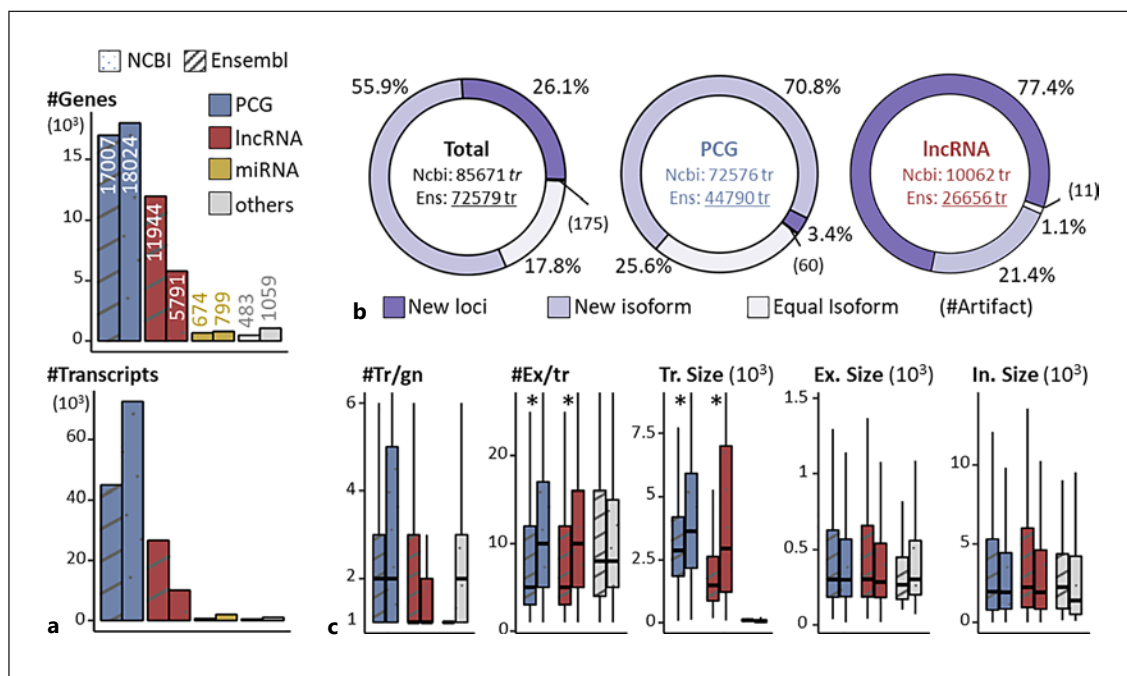 NCBI Ensembl
#Genes
(10³)
15
10
5
0
17007
18024
11944
5791
674
799
483
1059
PCG
lncRNA
miRNA
others
#Transcripts
(10³)
60
40
20
0
a
55.9% 26.1%
Total
Ncbi: 85671 tr
Ens: 72579 tr
(175)
17.8%
70.8%
PCG
Ncbi: 72576 tr
Ens: 44790 tr
3.4%
(60)
25.6%
77.4%
lncRNA
Ncbi: 10062 tr
Ens: 26656 tr
(11)
1.1%
21.4%
b New loci New isoform Equal Isoform (#Artifact)
#Tr/gn
6
4
2
1
#Ex/tr
* *
20
10
0
Tr. Size (10³)
* *
7.5
5
2.5
0
Ex. Size (10³)
1.5
1
0.5
0
In. Size (10³)
10
5
0
c